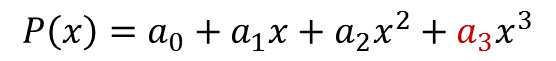 P(x) = a₀ + a₁x + a₂x² + a₃x³